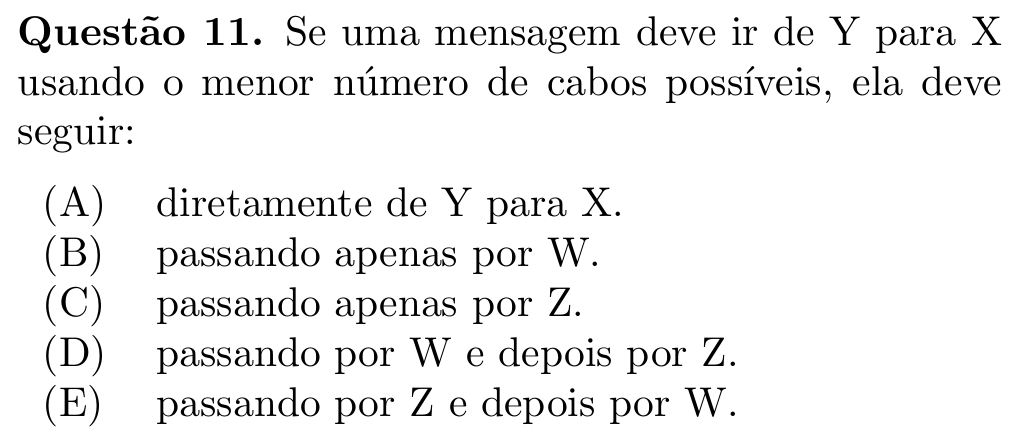 Questão 11. Se uma mensagem deve ir de Y para X
usando o menor número de cabos possíveis, ela deve
seguir:
(A) diretamente de Y para X.
(B) passando apenas por W.
(C) passando apenas por Z.
(D) passando por W e depois por Z.
(E) passando por Z e depois por W.